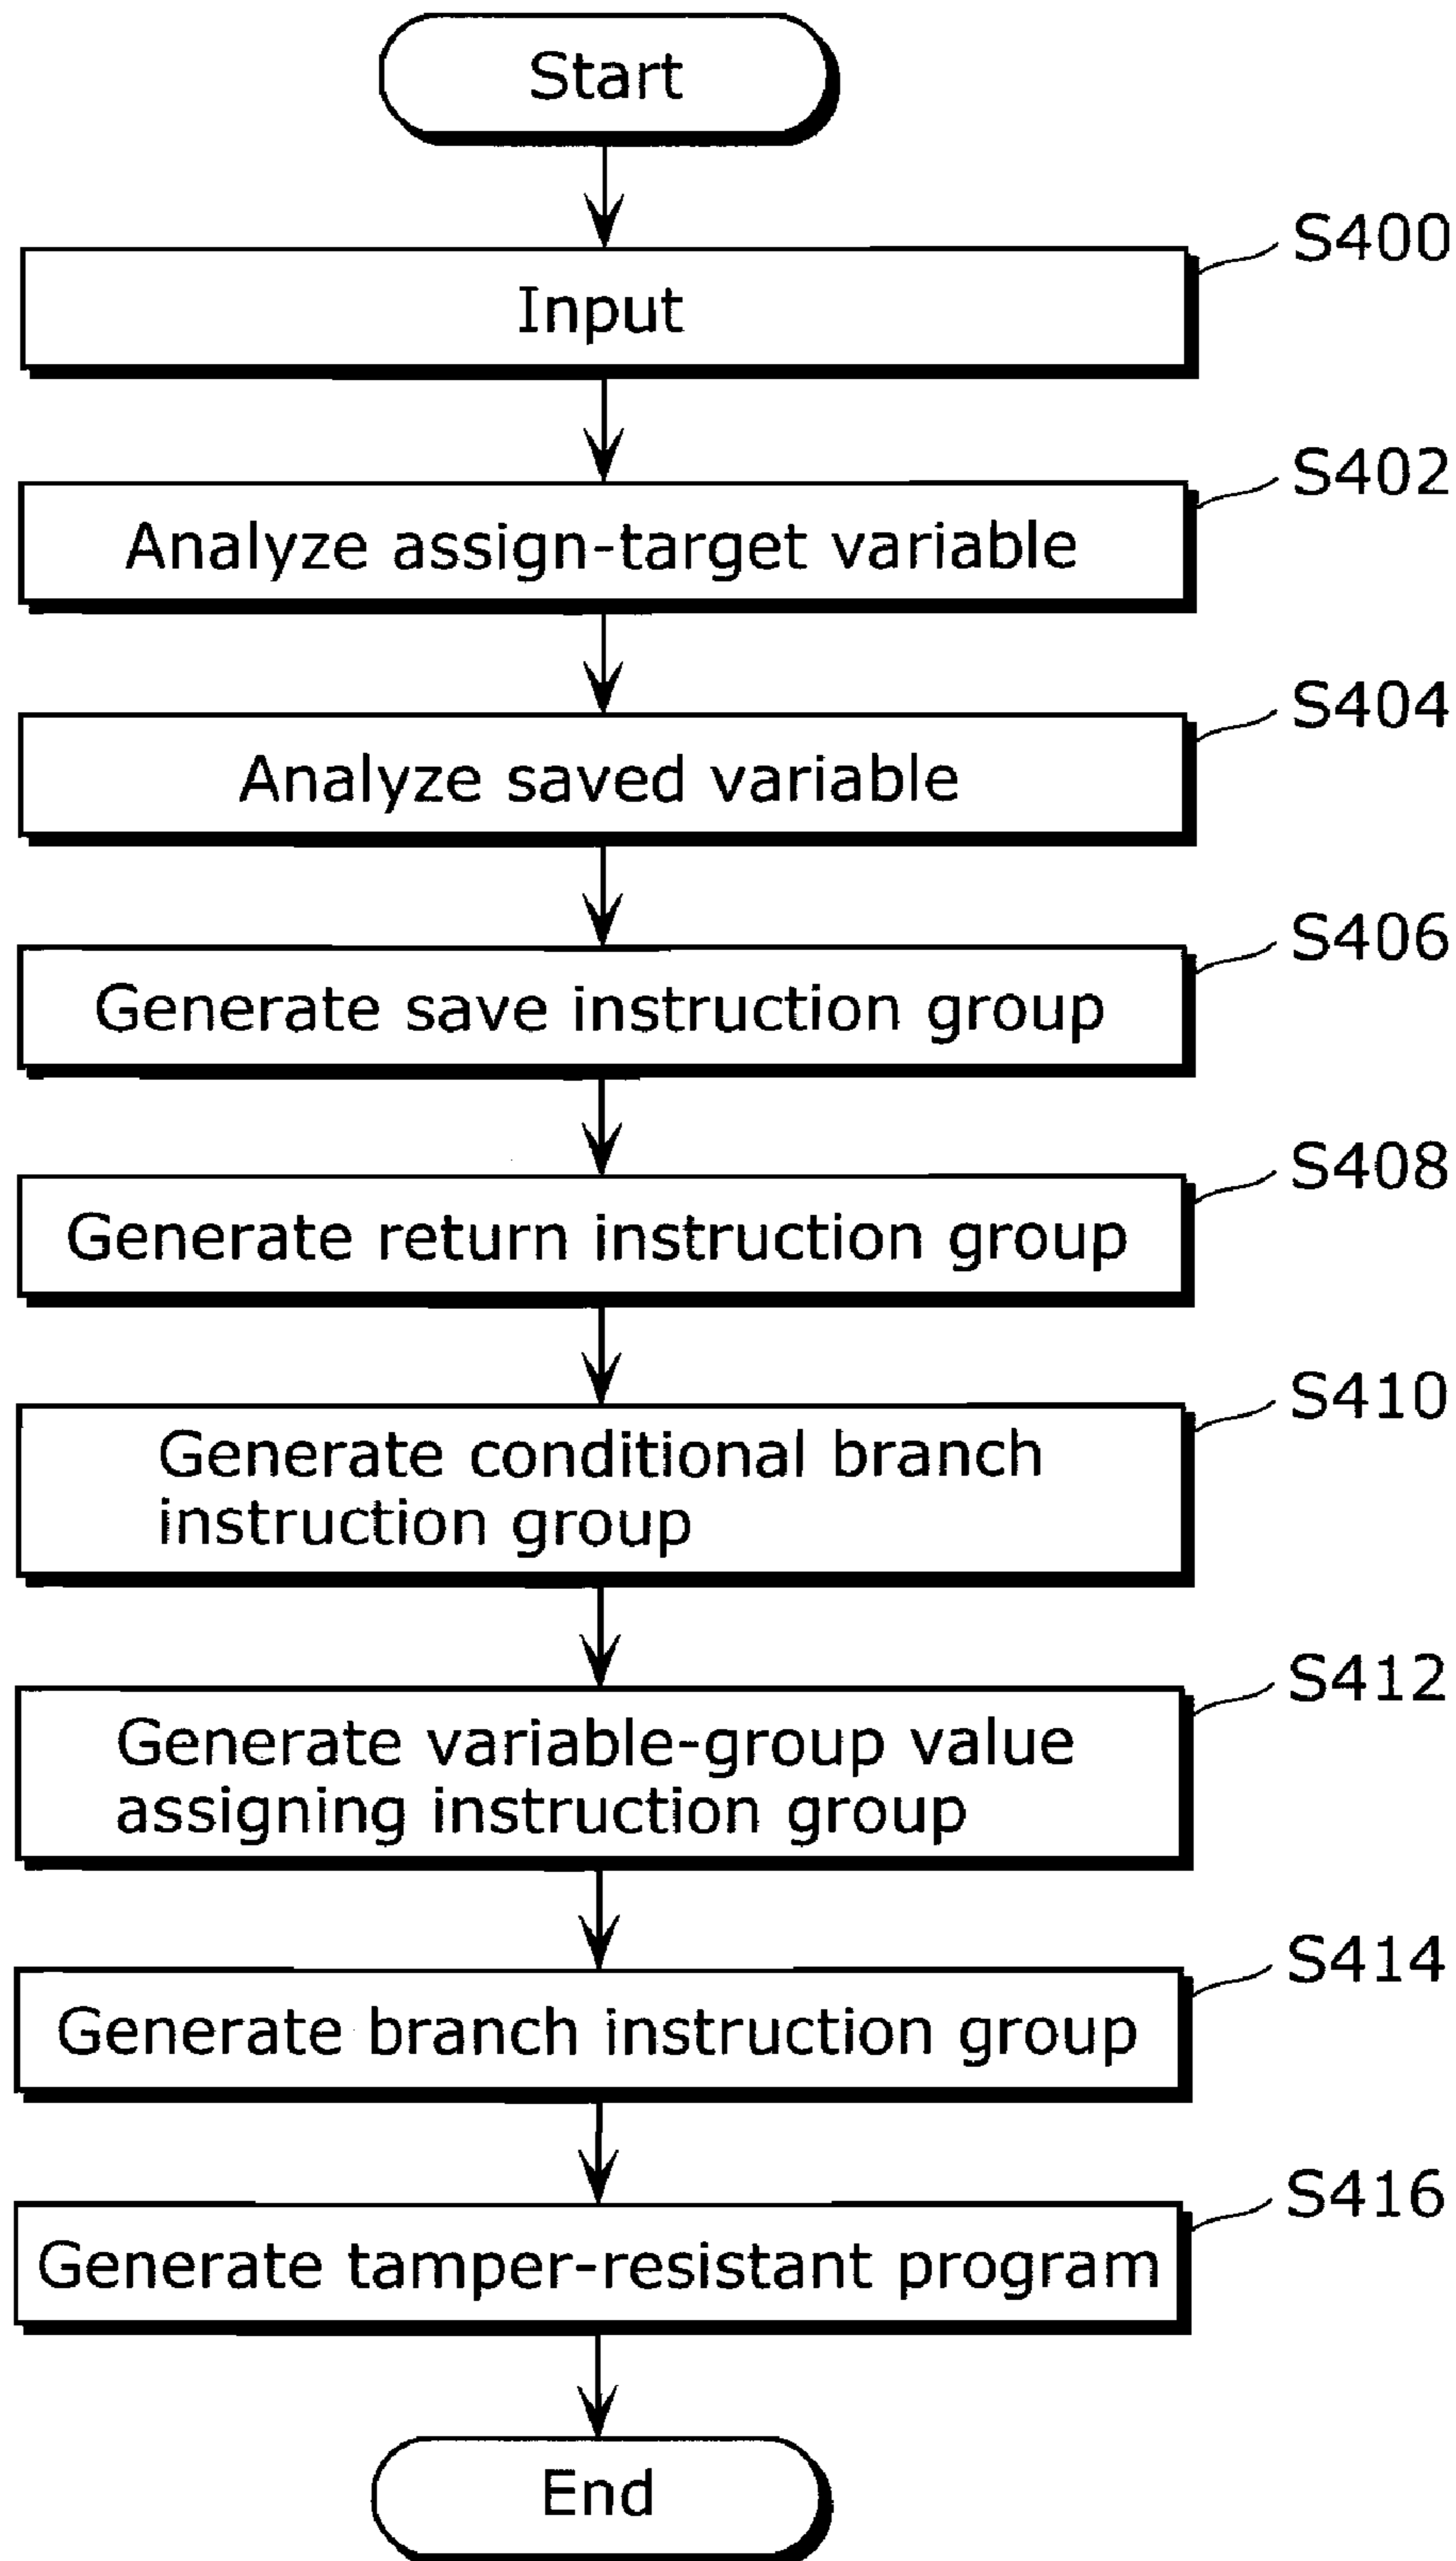 Start
S400
Input
S402
Analyze assign-target variable
S404
Analyze saved variable
S406
Generate save instruction group
S408
Generate return instruction group
S410
Generate conditional branch
instruction group
S412
Generate variable-group value
assigning instruction group
S414
Generate branch instruction group
S416
Generate tamper-resistant program
End